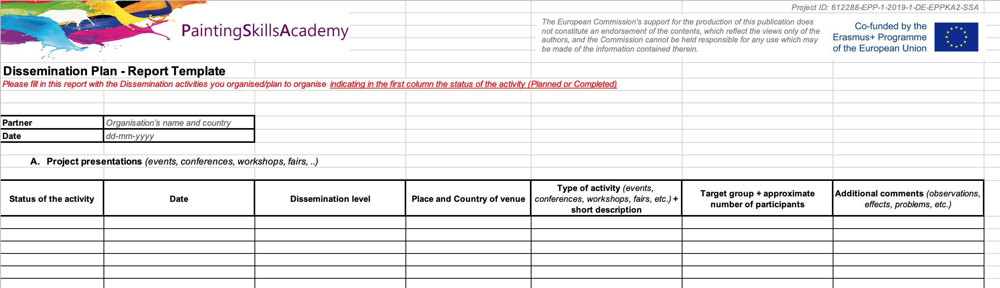 Project ID: 612288-EPP-1-2019-1-DE-EPPKA2-SSA
PaintingSkillsAcademy
The European Commission's support for the production of this publication does
not constitute an endorsement of the contents, which reflect the views only of the
authors, and the Commission cannot be held responsible for any use which may
be made of the information contained therein.
Co-funded by the
Erasmus+ Programme
of the European Union
Dissemination Plan - Report Template
Please fill in this report with the Dissemination activities you organised/plan to organise indicating in the first column the status of the activity (Planned or Completed)
Partner
Organisation's name and country
Date
dd-mm-yyyy
A. Project presentations (events, conferences, workshops, fairs, ..)
Status of the activity
Date
Dissemination level
Place and Country of venue
Type of activity (events,
conferences, workshops, fairs, etc.) +
short description
Target group + approximate
number of participants
Additional comments (observations,
effects, problems, etc.)